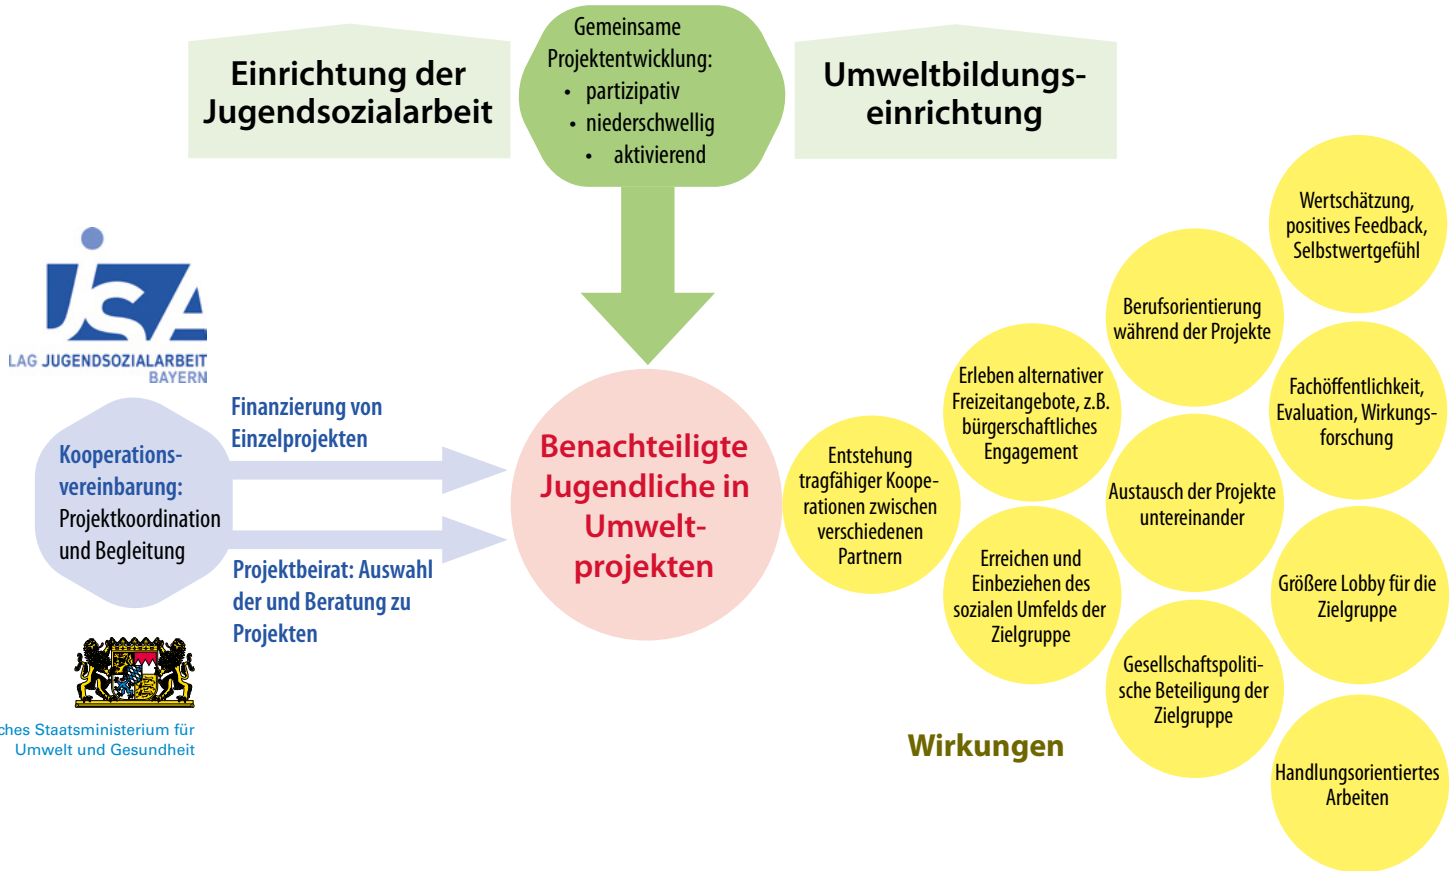 Einrichtung der
Jugendsozialarbeit
Gemeinsame
Projektentwicklung:
• partizipativ
• niederschwellig
• aktivierend
Umweltbildungs-
einrichtung
JSA
LAG JUGENDSOZIALARBEIT
BAYERN
Kooperations-
vereinbarung:
Projektkoordination
und Begleitung
Finanzierung von
Einzelprojekten
Projektbeirat: Auswahl
der und Beratung zu
Projekten
ches Staatsministerium für
Umwelt und Gesundheit
Benachteiligte
Jugendliche in
Umwelt-
projekten
Entstehung
tragfähiger Koope-
rationen zwischen
verschiedenen
Partnern
Erleben alternativer
Freizeitangebote, z.B.
bürgerschaftliches
Engagement
Erreichen und
Einbeziehen des
sozialen Umfelds der
Zielgruppe
Berufsorientierung
während der Projekte
Austausch der Projekte
untereinander
Gesellschaftspoliti-
sche Beteiligung der
Zielgruppe
Wertschätzung,
positives Feedback,
Selbstwertgefühl
Fachöffentlichkeit,
Evaluation, Wirkungs-
forschung
Größere Lobby für die
Zielgruppe
Handlungsorientiertes
Arbeiten
Wirkungen